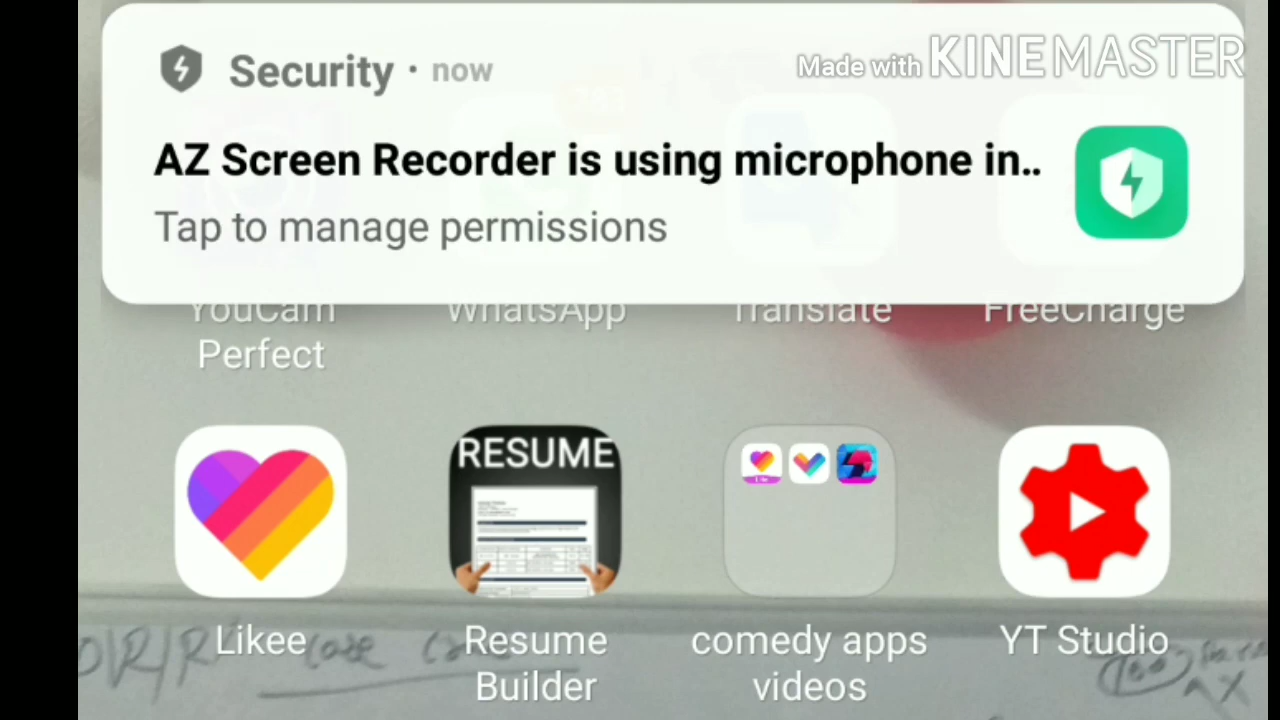 Made with KINEMASTER
Security • now
AZ Screen Recorder is using microphone in..
Tap to manage permissions
YouCam Perfect
WhatsApp
Translate
FreeCharge
RESUME
Likee
Resume Builder
comedy apps videos
YT Studio